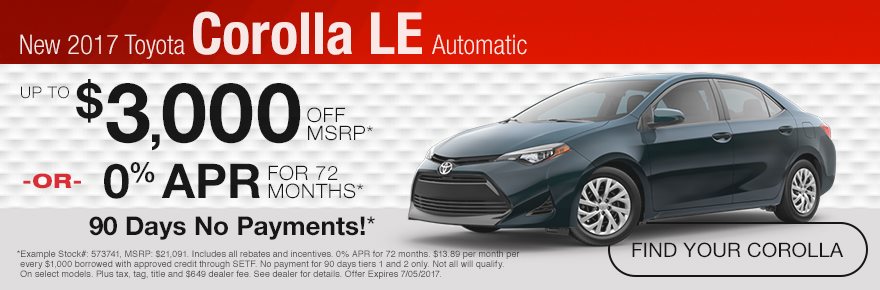 New 2017 Toyota Corolla LE Automatic
UP TO $3,000 OFF MSRP*
-OR- 0% APR FOR 72 MONTHS*
90 Days No Payments!*
*Example Stock#: 573741, MSRP: $21,091. Includes all rebates and incentives. 0% APR for 72 months. $13.89 per month per
every $1,000 borrowed with approved credit through SETF. No payment for 90 days tiers 1 and 2 only. Not all will qualify.
On select models. Plus tax, tag, title and $649 dealer fee. See dealer for details. Offer Expires 7/05/2017.
FIND YOUR COROLLA